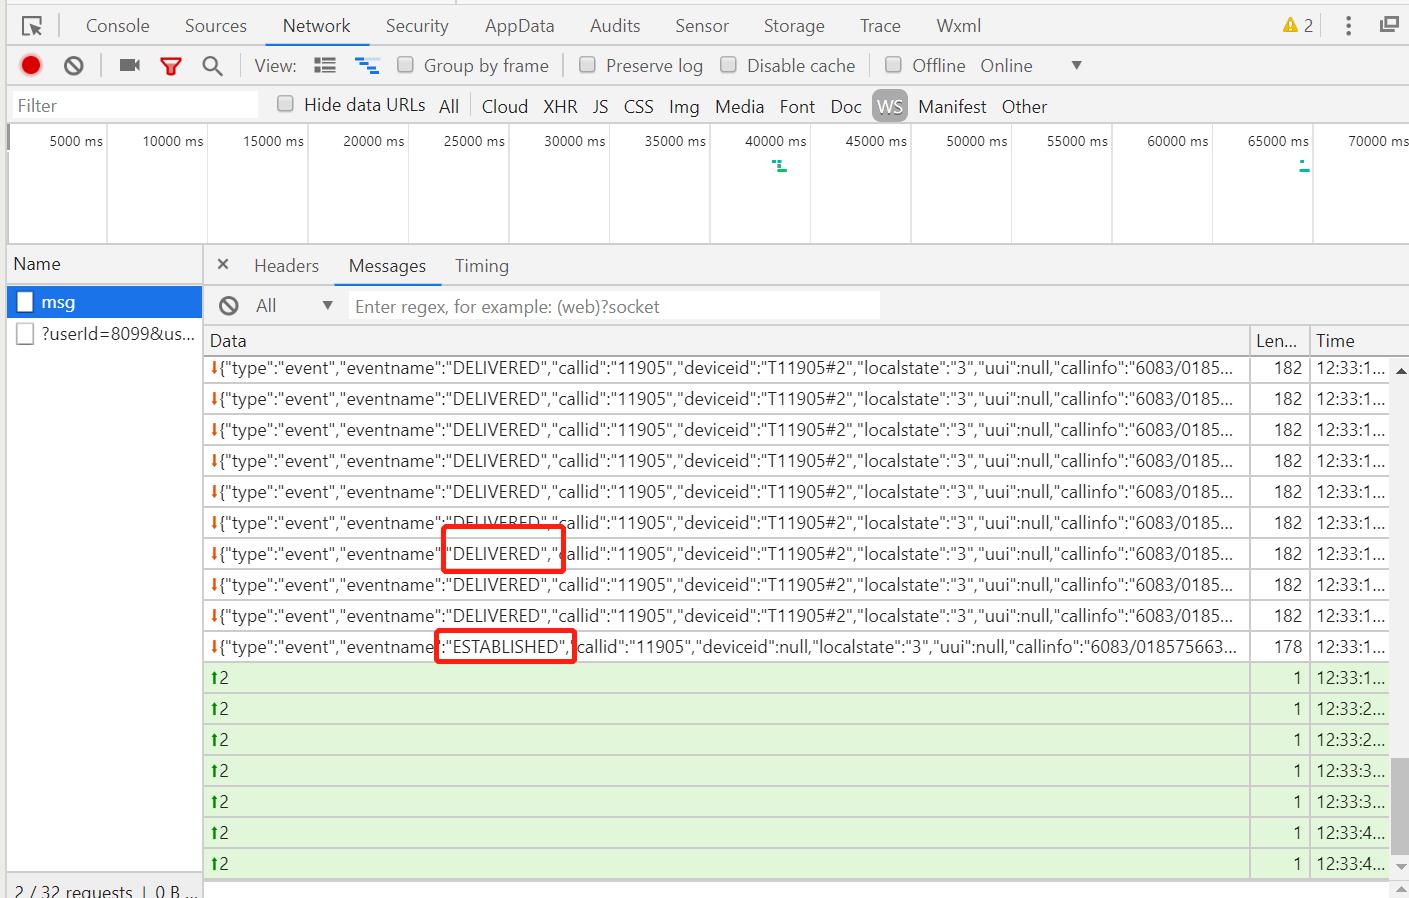 Console Sources Network Security AppData Audits Sensor Storage Trace Wxml 2
View: Group by frame Preserve log Disable cache Offline Online
Filter Hide data URLs All Cloud XHR JS CSS Img Media Font Doc WS Manifest Other
5000 ms 10000 ms 15000 ms 20000 ms 25000 ms 30000 ms 35000 ms 40000 ms 45000 ms 50000 ms 55000 ms 60000 ms 65000 ms 70000 ms
Name × Headers Messages Timing
msg All Enter regex, for example: (web)?socket
?userId=8099&us... Data Len... Time
{"type":"event","eventname":"DELIVERED","callid":"11905","deviceid":"T11905#2","localstate":"3","uui":null,"callinfo":"6083/0185... 182 12:33:1...
{"type":"event","eventname":"DELIVERED","callid":"11905","deviceid":"T11905#2","localstate":"3","uui":null,"callinfo":"6083/0185... 182 12:33:1...
{"type":"event","eventname":"DELIVERED","callid":"11905","deviceid":"T11905#2","localstate":"3","uui":null,"callinfo":"6083/0185... 182 12:33:1...
{"type":"event","eventname":"DELIVERED","callid":"11905","deviceid":"T11905#2","localstate":"3","uui":null,"callinfo":"6083/0185... 182 12:33:1...
{"type":"event","eventname":"DELIVERED","callid":"11905","deviceid":"T11905#2","localstate":"3","uui":null,"callinfo":"6083/0185... 182 12:33:1...
{"type":"event","eventname":"DELIVERED","callid":"11905","deviceid":"T11905#2","localstate":"3","uui":null,"callinfo":"6083/0185... 182 12:33:1...
{"type":"event","eventname":"DELIVERED","callid":"11905","deviceid":"T11905#2","localstate":"3","uui":null,"callinfo":"6083/0185... 182 12:33:1...
{"type":"event","eventname":"DELIVERED","callid":"11905","deviceid":"T11905#2","localstate":"3","uui":null,"callinfo":"6083/0185... 182 12:33:1...
{"type":"event","eventname":"DELIVERED","callid":"11905","deviceid":"T11905#2","localstate":"3","uui":null,"callinfo":"6083/0185... 182 12:33:1...
{"type":"event","eventname":"ESTABLISHED","callid":"11905","deviceid":null,"localstate":"3","uui":null,"callinfo":"6083/018575663... 178 12:33:1...
2 1 12:33:1...
2 1 12:33:2...
2 1 12:33:2...
2 1 12:33:3...
2 1 12:33:3...
2 1 12:33:4...
2 1 12:33:4...
2 / 32 requests | 0 B ...